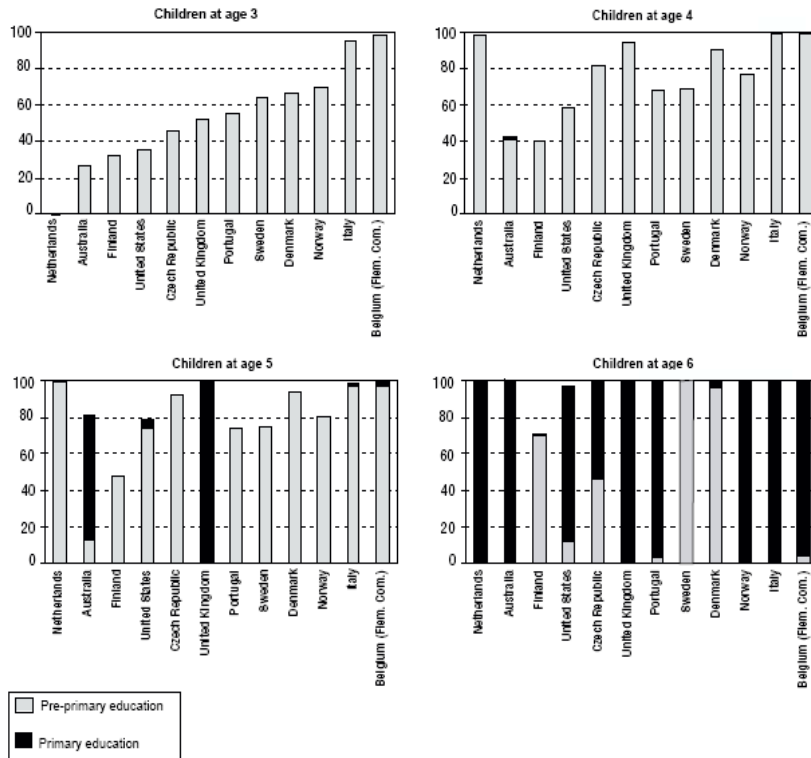 Children at age 3
100
80
60
40
20
0
Netherlands
Australia
Finland
United States
Czech Republic
United Kingdom
Portugal
Sweden
Denmark
Norway
Italy
Belgium (Flem. Com.)
Children at age 4
100
80
60
40
20
0
Netherlands
Australia
Finland
United States
Czech Republic
United Kingdom
Portugal
Sweden
Denmark
Norway
Italy
Belgium (Flem. Com.)
Children at age 5
100
80
60
40
20
0
Netherlands
Australia
Finland
United States
Czech Republic
United Kingdom
Portugal
Sweden
Denmark
Norway
Italy
Belgium (Flem. Com.)
Children at age 6
100
80
60
40
20
0
Netherlands
Australia
Finland
United States
Czech Republic
United Kingdom
Portugal
Sweden
Denmark
Norway
Italy
Belgium (Flem. Com.)
Pre-primary education
Primary education